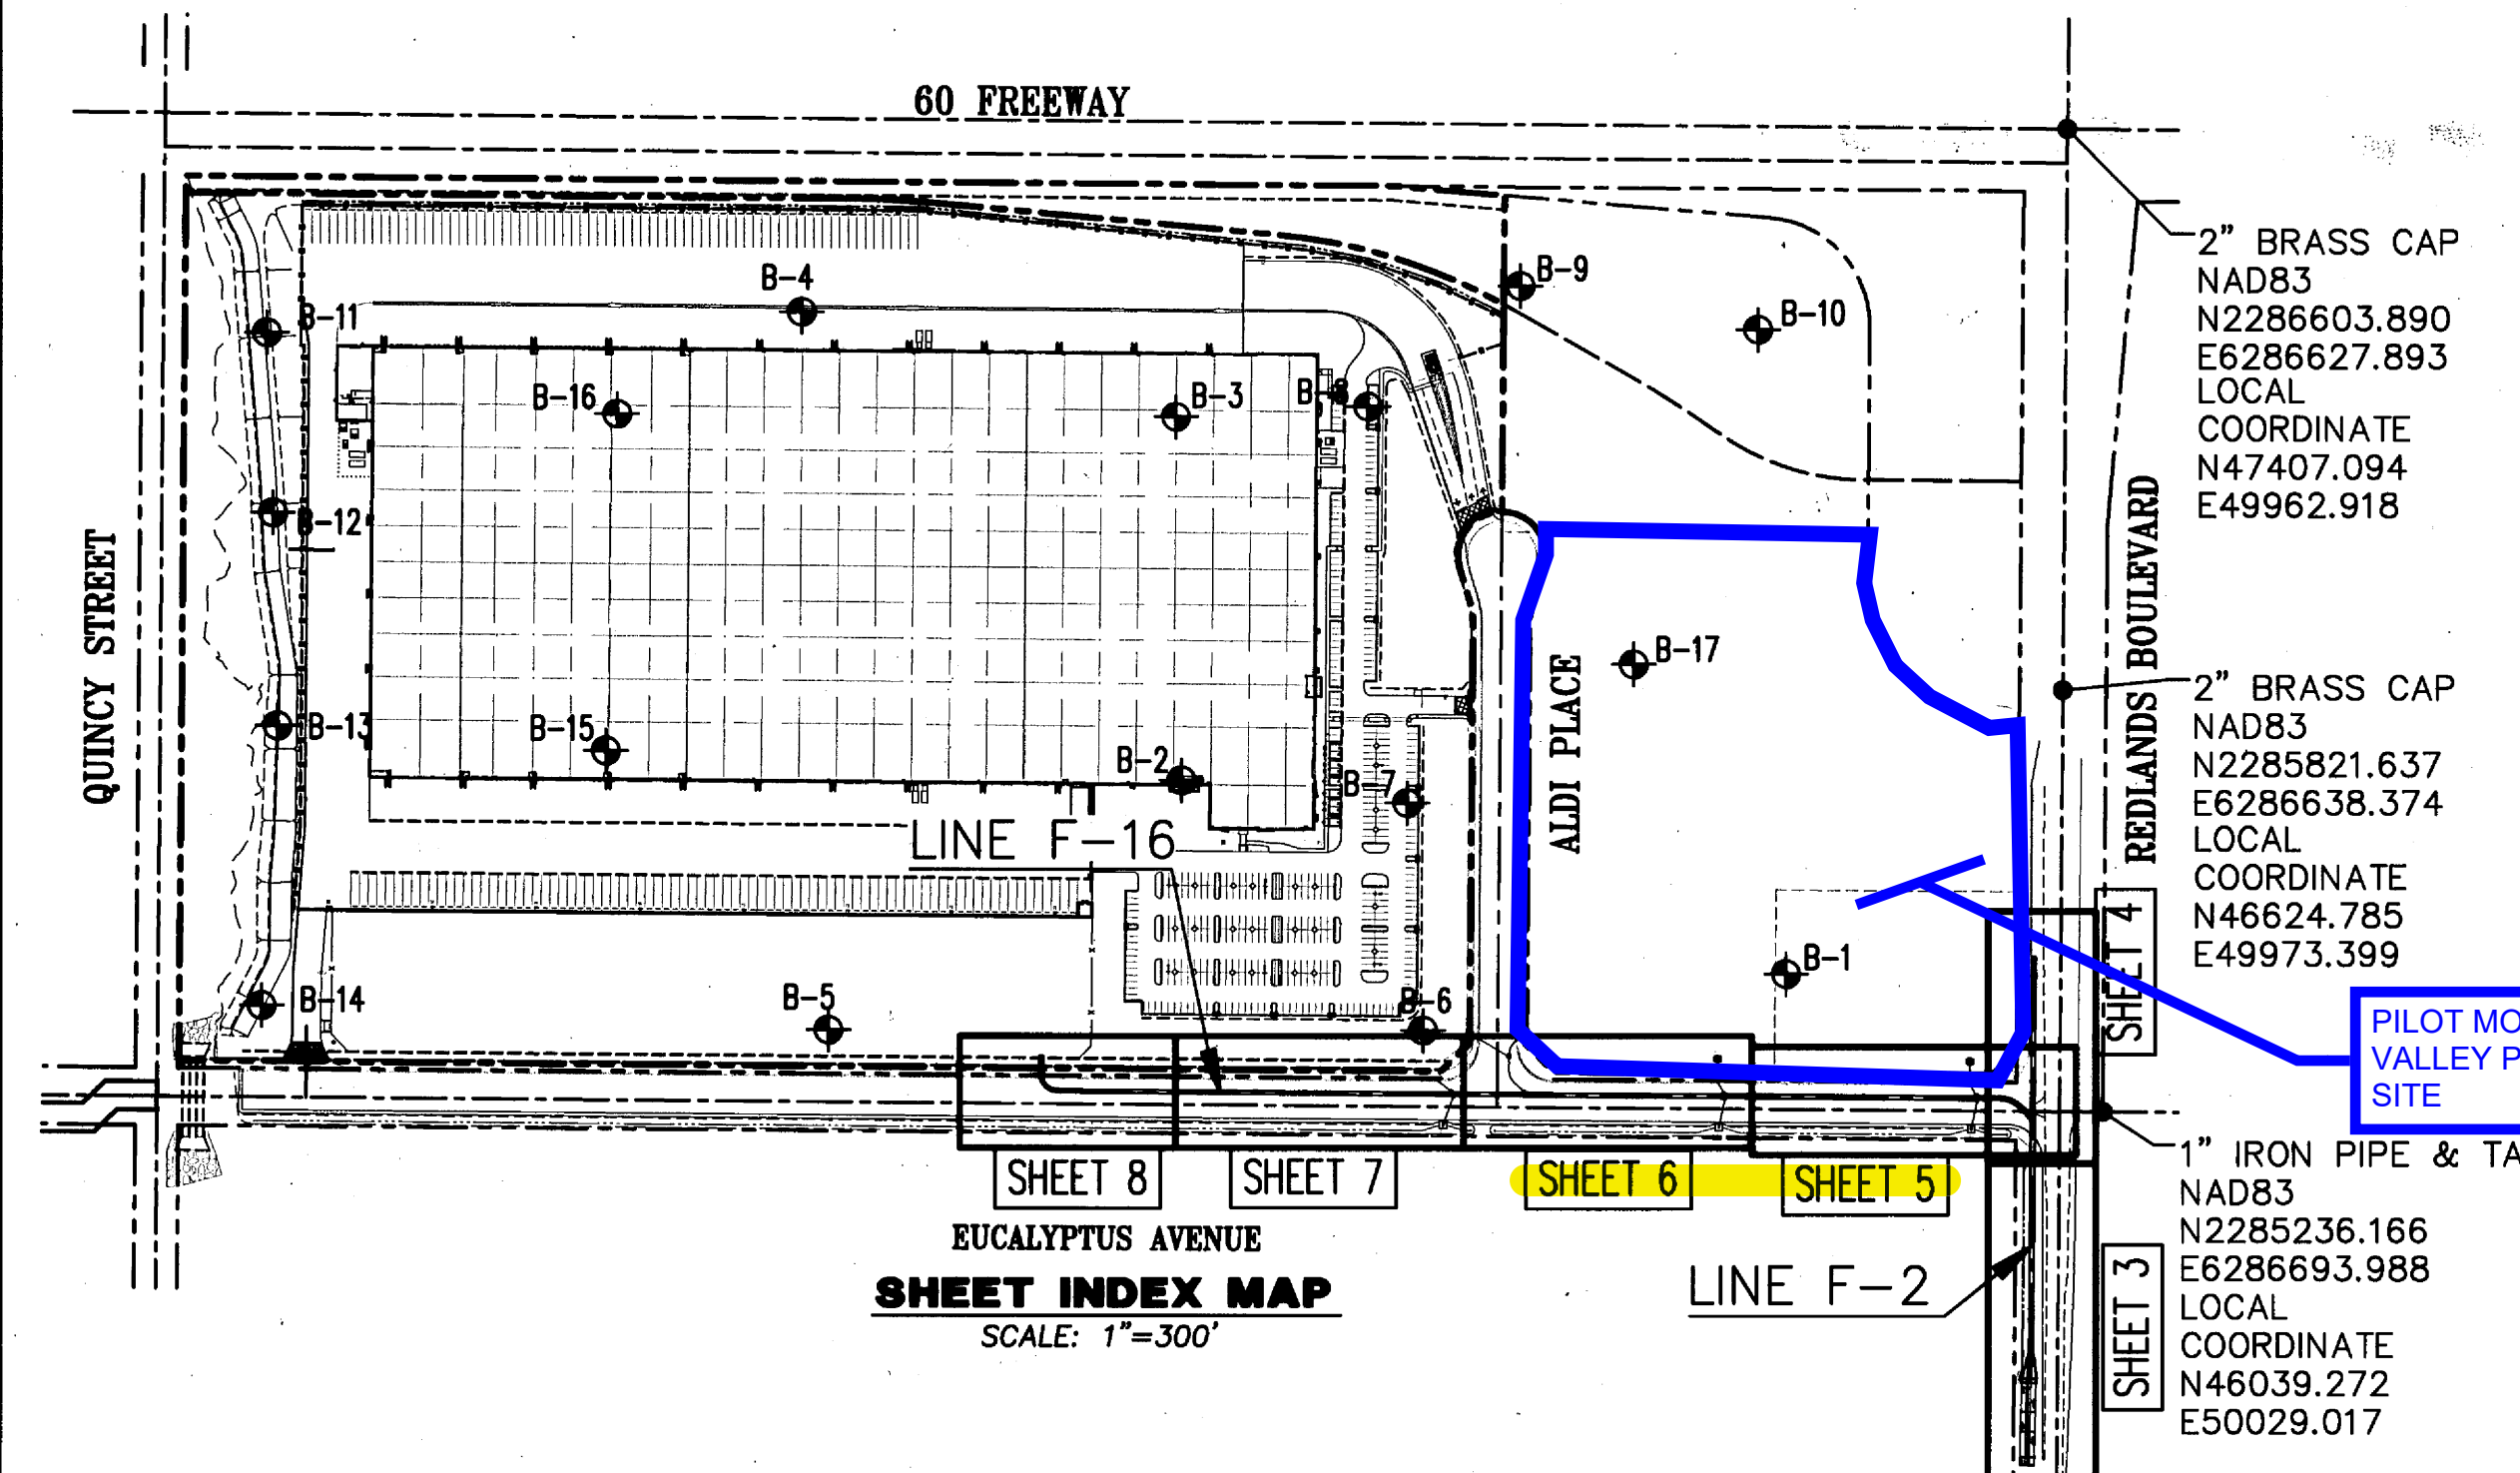 60 FREEWAY
2" BRASS CAP
NAD83
N2286603.890
E6286627.893
LOCAL
COORDINATE
N47407.094
E49962.918
B-9
B-4
B-10
B-11
B-16
B-3
B-12
QUINCY STREET
ALDI PLACE
REDLANDS BOULEVARD
B-17
2" BRASS CAP
NAD83
N2285821.637
E6286638.374
LOCAL
COORDINATE
N46624.785
E49973.399
B-13
B-15
B-2
B-7
LINE F-16
B-1
B-14
B-5
B-6
SHEET 4
PILOT MO
VALLEY P
SITE
1" IRON PIPE & TA
NAD83
N2285236.166
E6286693.988
LOCAL
COORDINATE
N46039.272
E50029.017
SHEET 8
SHEET 7
SHEET 6
SHEET 5
EUCALYPTUS AVENUE
SHEET INDEX MAP
SCALE: 1"=300'
LINE F-2
SHEET 3